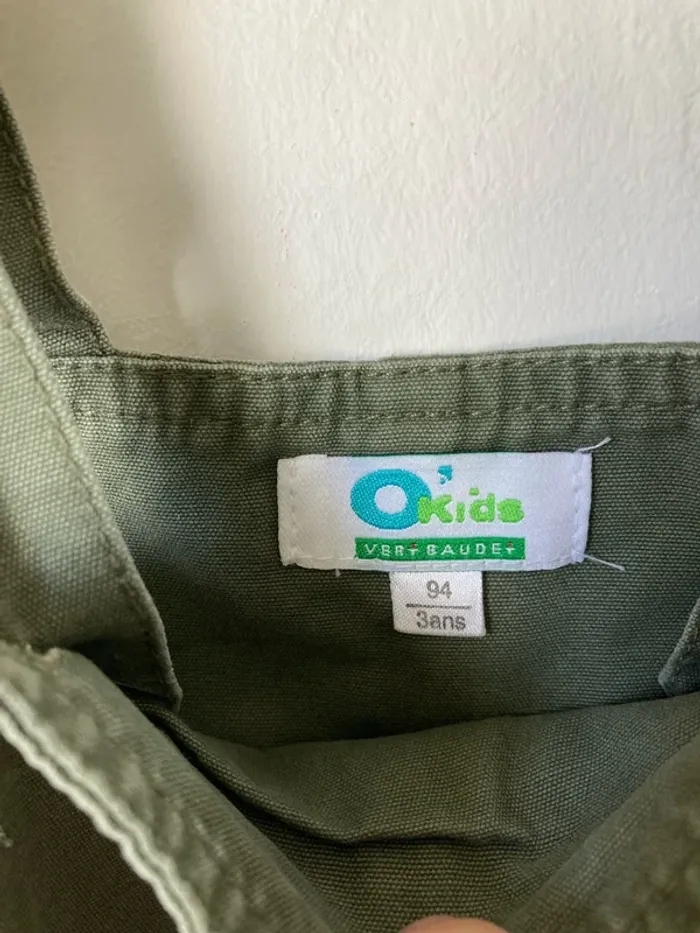 O'Kids
VERTBAUDET
94
3ans